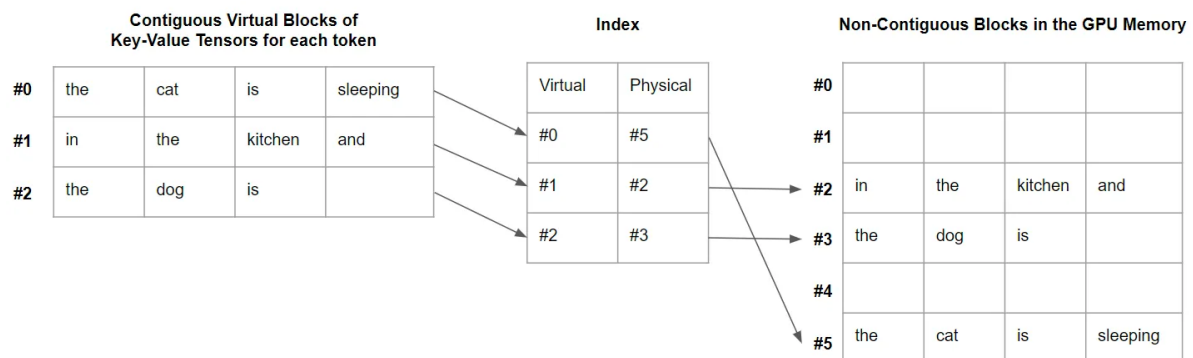 Contiguous Virtual Blocks of
Key-Value Tensors for each token
#0 the cat is sleeping
#1 in the kitchen and
#2 the dog is
Index
Virtual Physical
#0 #5
#1 #2
#2 #3
Non-Contiguous Blocks in the GPU Memory
#0
#1
#2 in the kitchen and
#3 the dog is
#4
#5 the cat is sleeping